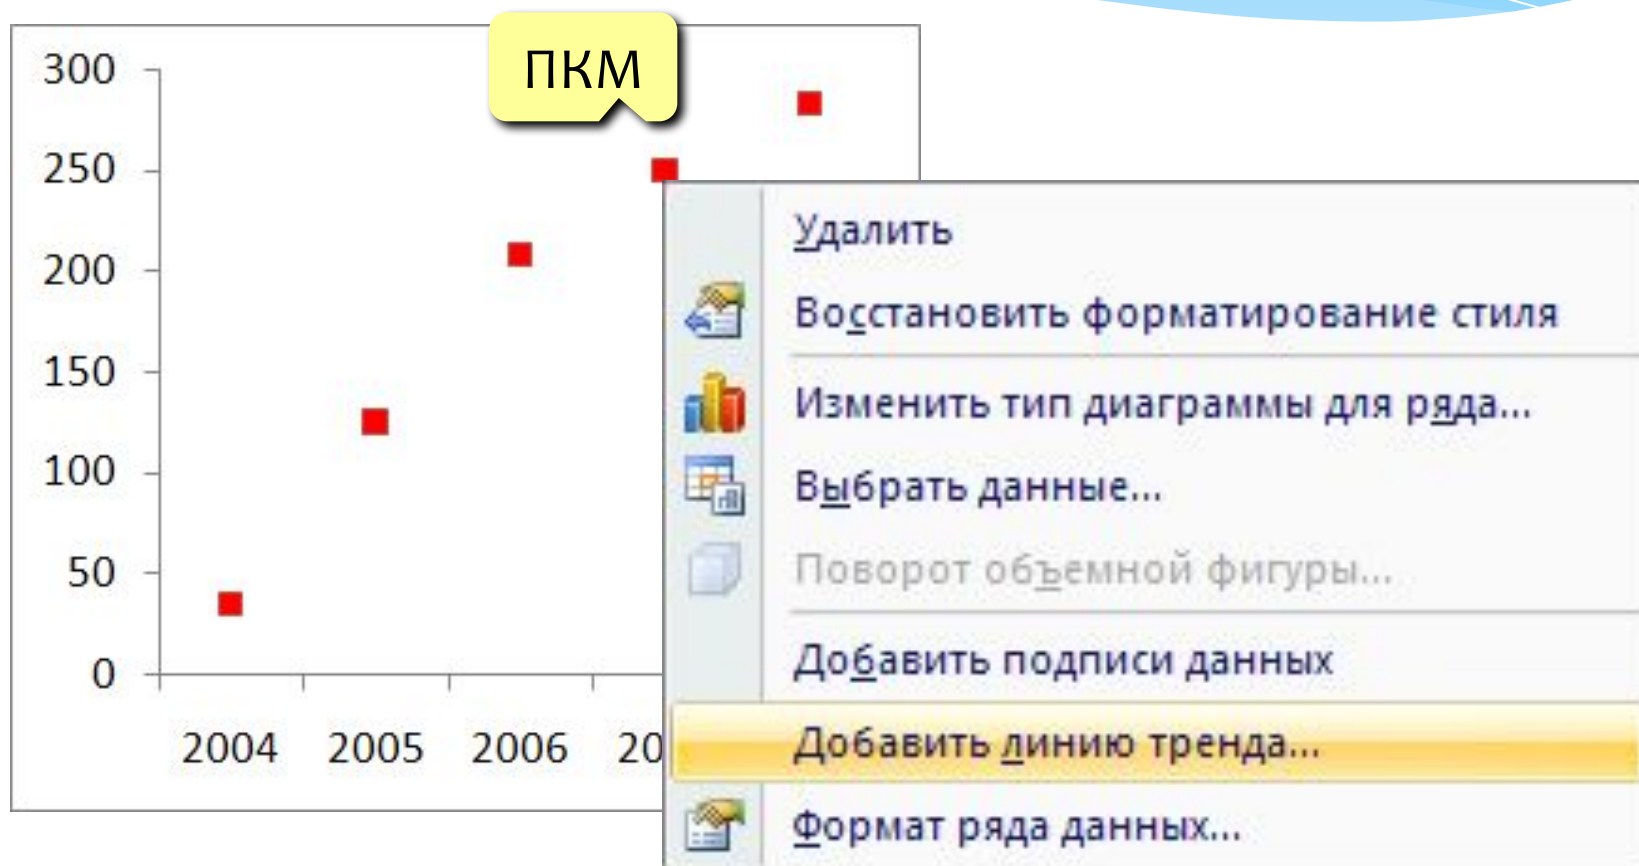 ПКМ
300
250
200
150
100
50
0
2004 2005 2006 20
Удалить
Восстановить форматирование стиля
Изменить тип диаграммы для ряда...
Выбрать данные...
Поворот объемной фигуры...
Добавить подписи данных
Добавить линию тренда...
Формат ряда данных...